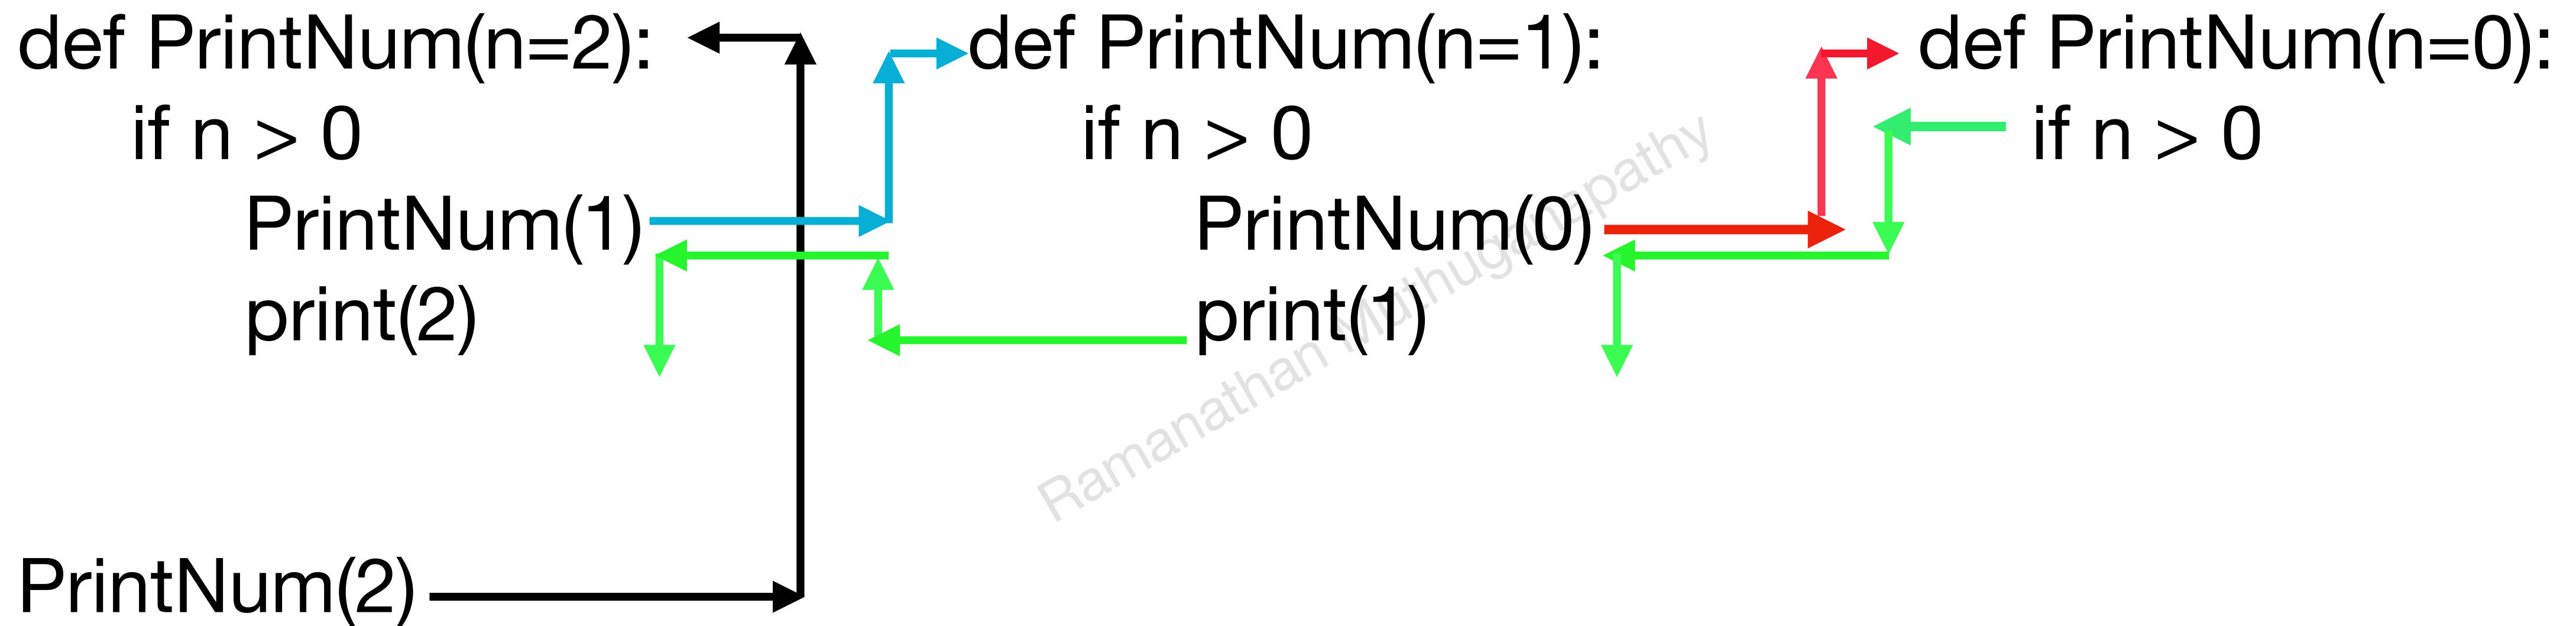 def PrintNum(n=2):
if n > 0
PrintNum(1)
print(2)
PrintNum(2)
def PrintNum(n=1):
if n > 0
PrintNum(0)
print(1)
def PrintNum(n=0):
if n > 0
Ramanathan Muthuganapathy